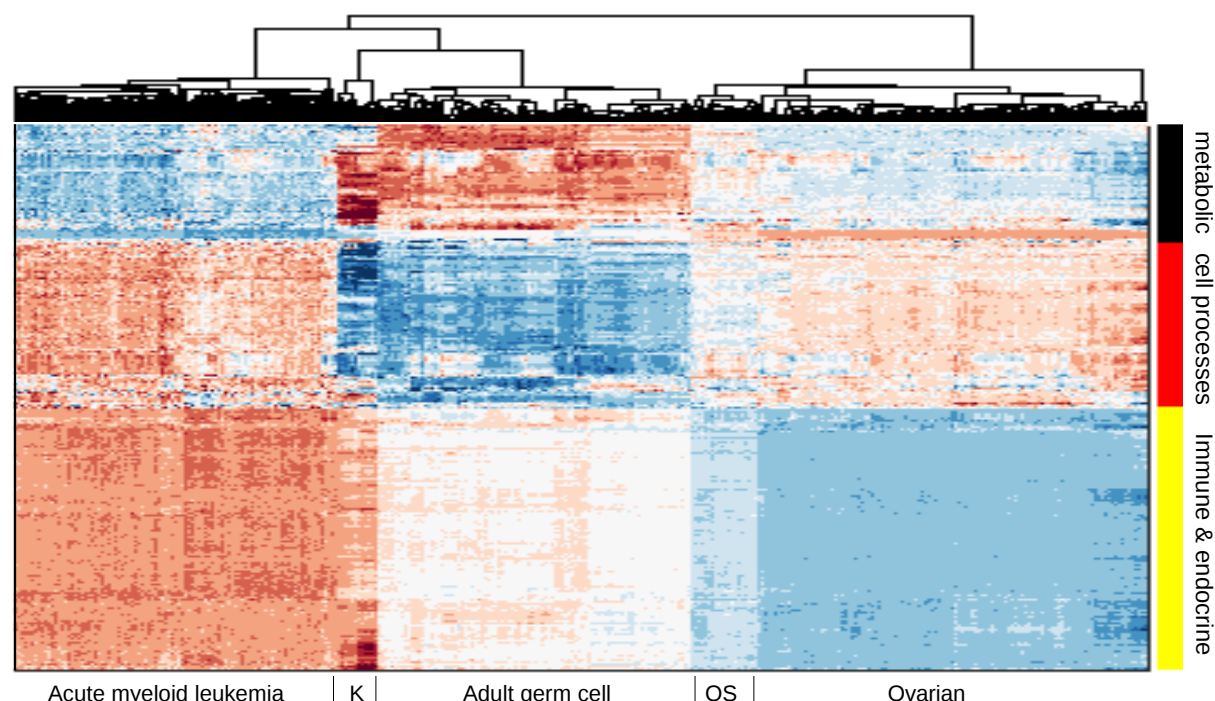 metabolic
cell processes
Immune & endocrine
Acute myeloid leukemia
K
Adult germ cell
OS
Ovarian